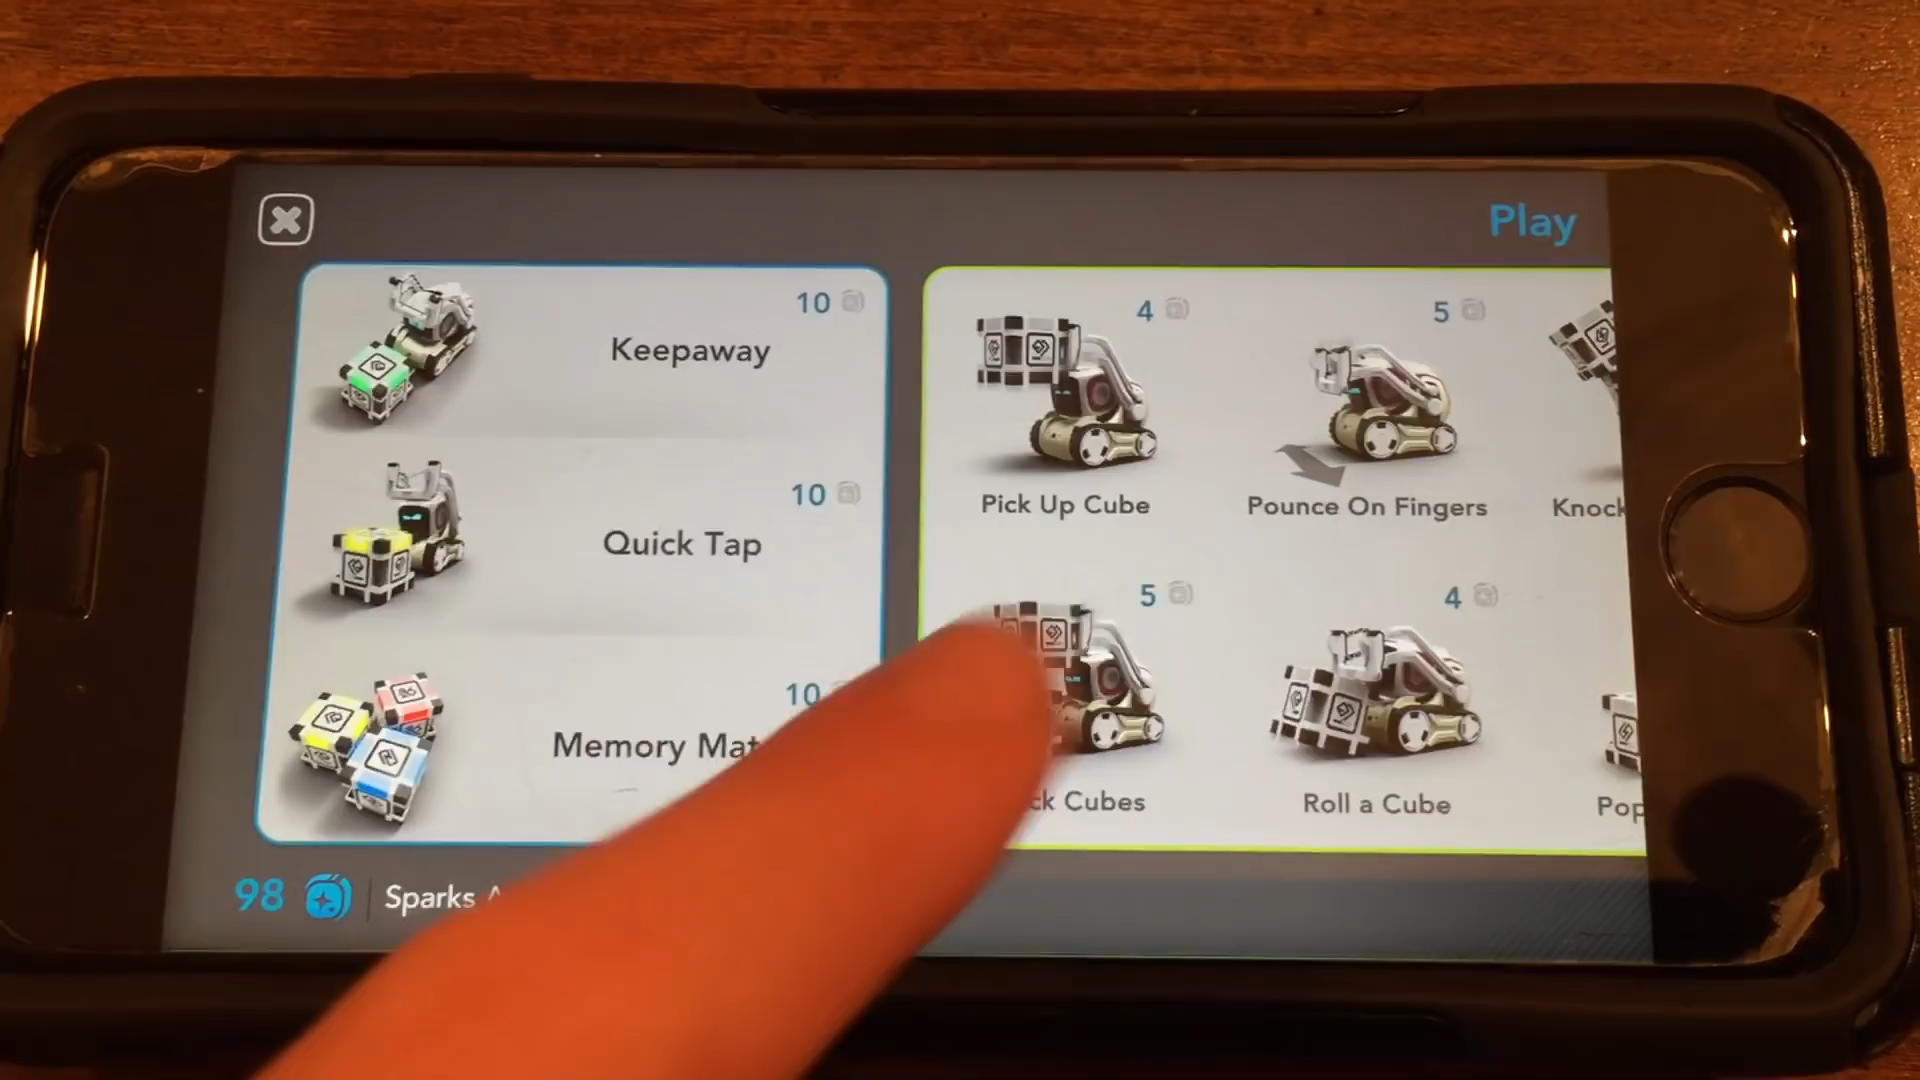 Play
10
Keepaway
10
Quick Tap
10
Memory Mat
4
Pick Up Cube
5
Pounce On Fingers
Knock
5
ck Cubes
4
Roll a Cube
Pop
98
Sparks